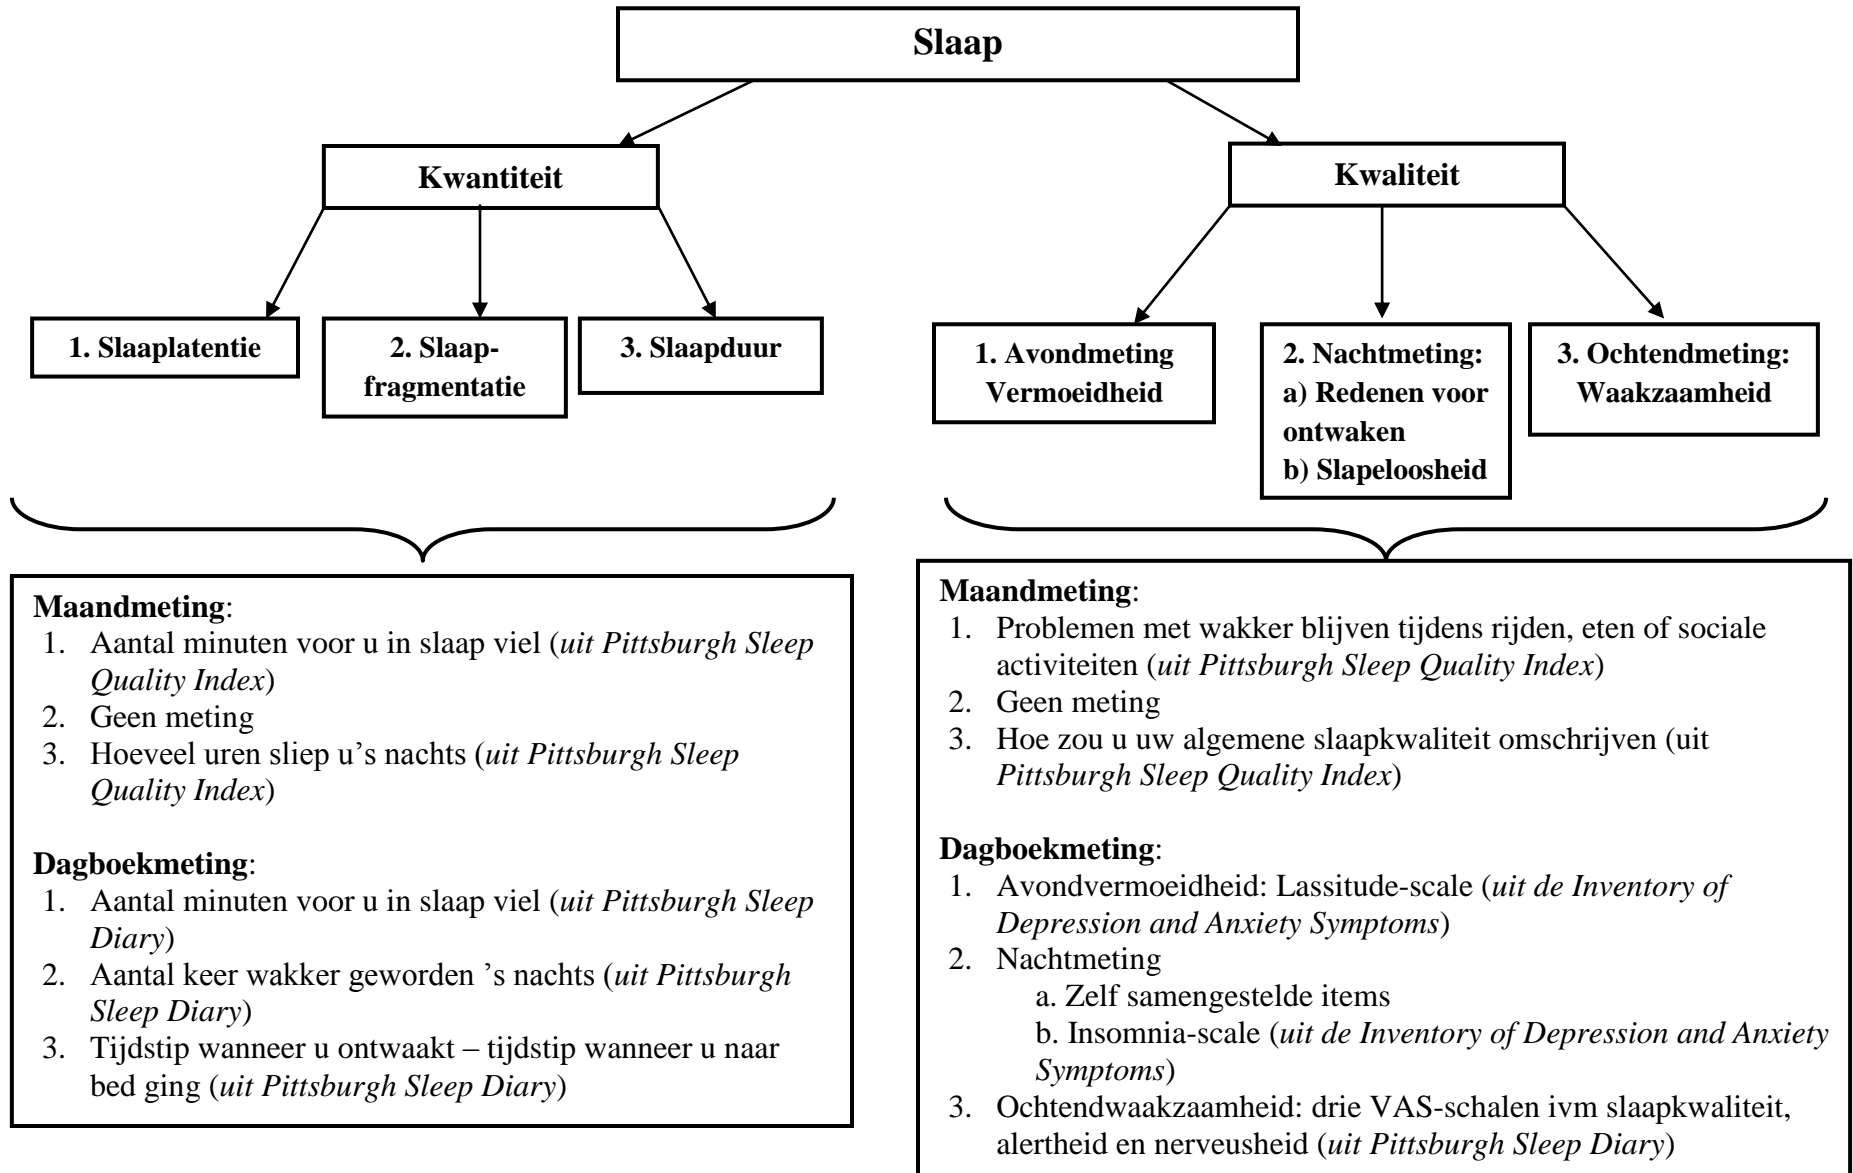 Slaap
Kwantiteit
Kwaliteit
1. Slaaplatentie
2. Slaap-
fragmentatie
3. Slaapduur
1. Avondmeting
Vermoeidheid
2. Nachtmeting:
a) Redenen voor
ontwaken
b) Slapeloosheid
3. Ochtendmeting:
Waakzaamheid
Maandmeting:
1. Aantal minuten voor u in slaap viel (uit Pittsburgh Sleep
Quality Index)
2. Geen meting
3. Hoeveel uren sliep u's nachts (uit Pittsburgh Sleep
Quality Index)
Dagboekmeting:
1. Aantal minuten voor u in slaap viel (uit Pittsburgh Sleep
Diary)
2. Aantal keer wakker geworden ’s nachts (uit Pittsburgh
Sleep Diary)
3. Tijdstip wanneer u ontwaakt – tijdstip wanneer u naar
bed ging (uit Pittsburgh Sleep Diary)
Maandmeting:
1. Problemen met wakker blijven tijdens rijden, eten of sociale
activiteiten (uit Pittsburgh Sleep Quality Index)
2. Geen meting
3. Hoe zou u uw algemene slaapkwaliteit omschrijven (uit
Pittsburgh Sleep Quality Index)
Dagboekmeting:
1. Avondvermoeidheid: Lassitude-scale (uit de Inventory of
Depression and Anxiety Symptoms)
2. Nachtmeting
a. Zelf samengestelde items
b. Insomnia-scale (uit de Inventory of Depression and Anxiety
Symptoms)
3. Ochtendwaakzaamheid: drie VAS-schalen ivm slaapkwaliteit,
alertheid en nerveusheid (uit Pittsburgh Sleep Diary)